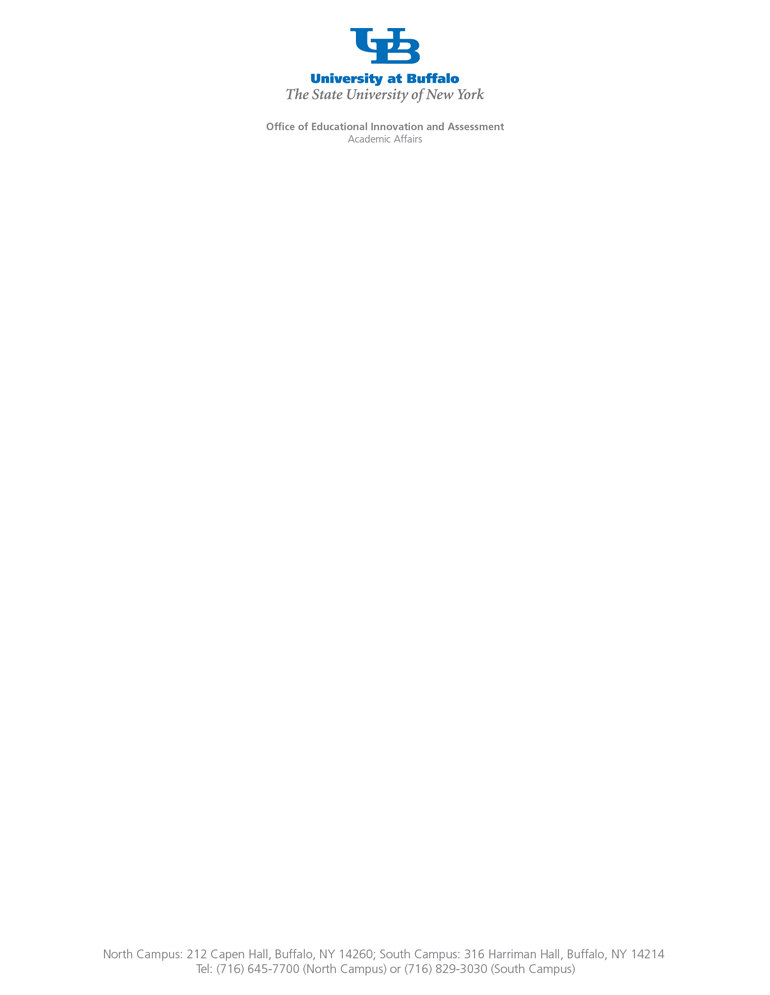 UB
University at Buffalo
The State University of New York
Office of Educational Innovation and Assessment
Academic Affairs
North Campus: 212 Capen Hall, Buffalo, NY 14260; South Campus: 316 Harriman Hall, Buffalo, NY 14214
Tel: (716) 645-7700 (North Campus) or (716) 829-3030 (South Campus)